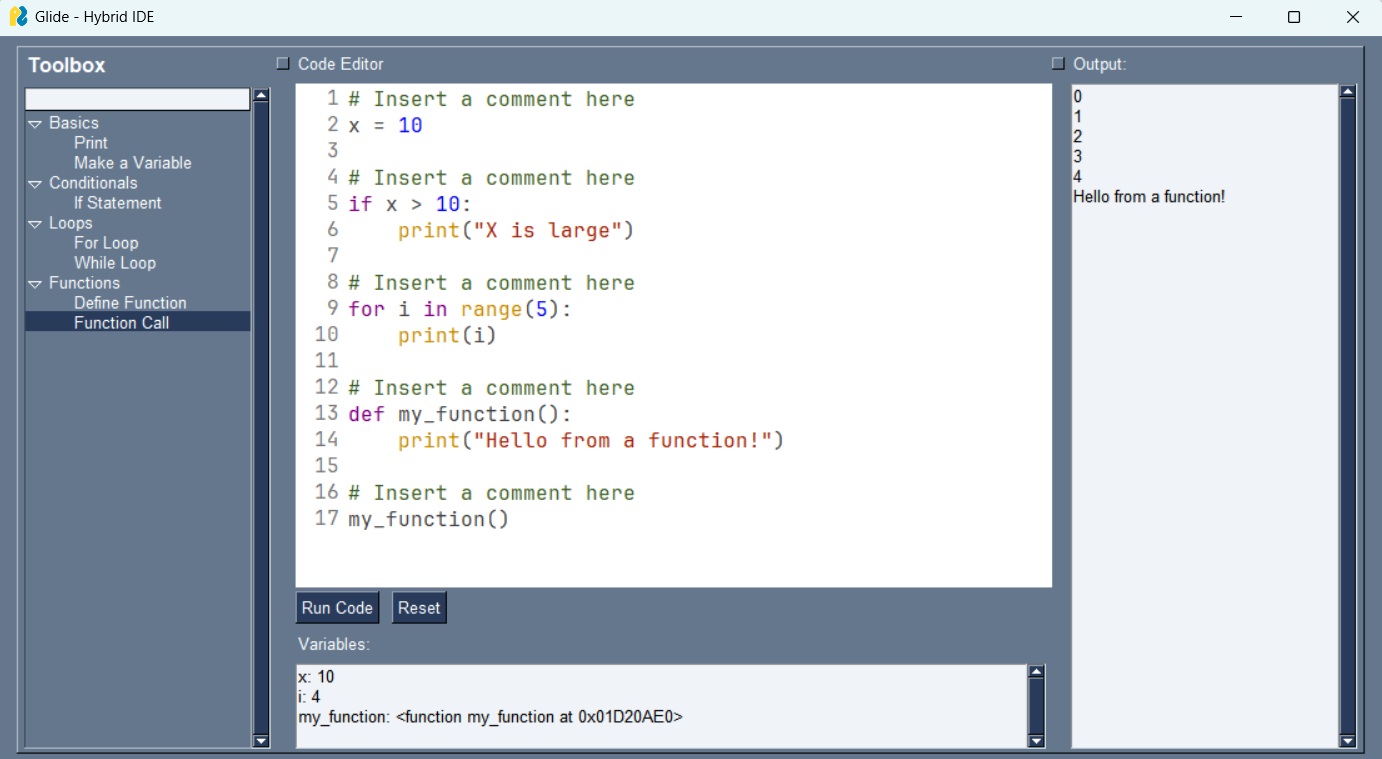 Glide - Hybrid IDE
Toolbox
Basics
Print
Make a Variable
Conditionals
If Statement
Loops
For Loop
While Loop
Functions
Define Function
Function Call
Code Editor
1 # Insert a comment here
2 x = 10
3
4 # Insert a comment here
5 if x > 10:
6     print("X is large")
7
8 # Insert a comment here
9 for i in range(5):
10     print(i)
11
12 # Insert a comment here
13 def my_function():
14     print("Hello from a function!")
15
16 # Insert a comment here
17 my_function()
Run Code Reset
Variables:
x: 10
i: 4
my_function: <function my_function at 0x01D20AE0>
Output:
0
1
2
3
4
Hello from a function!